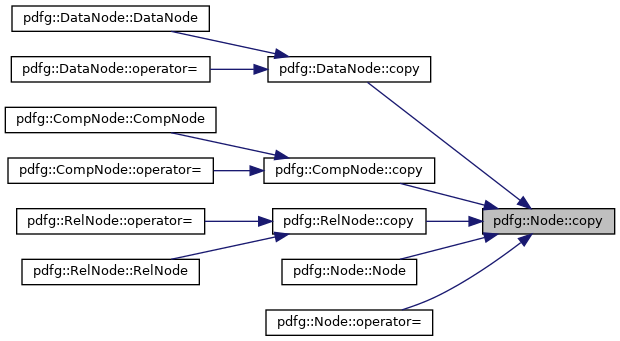 pdfg::DataNode::DataNode
pdfg::DataNode::operator=
pdfg::DataNode::copy
pdfg::CompNode::CompNode
pdfg::CompNode::operator=
pdfg::CompNode::copy
pdfg::RelNode::operator=
pdfg::RelNode::copy
pdfg::Node::copy
pdfg::RelNode::RelNode
pdfg::Node::Node
pdfg::Node::operator=